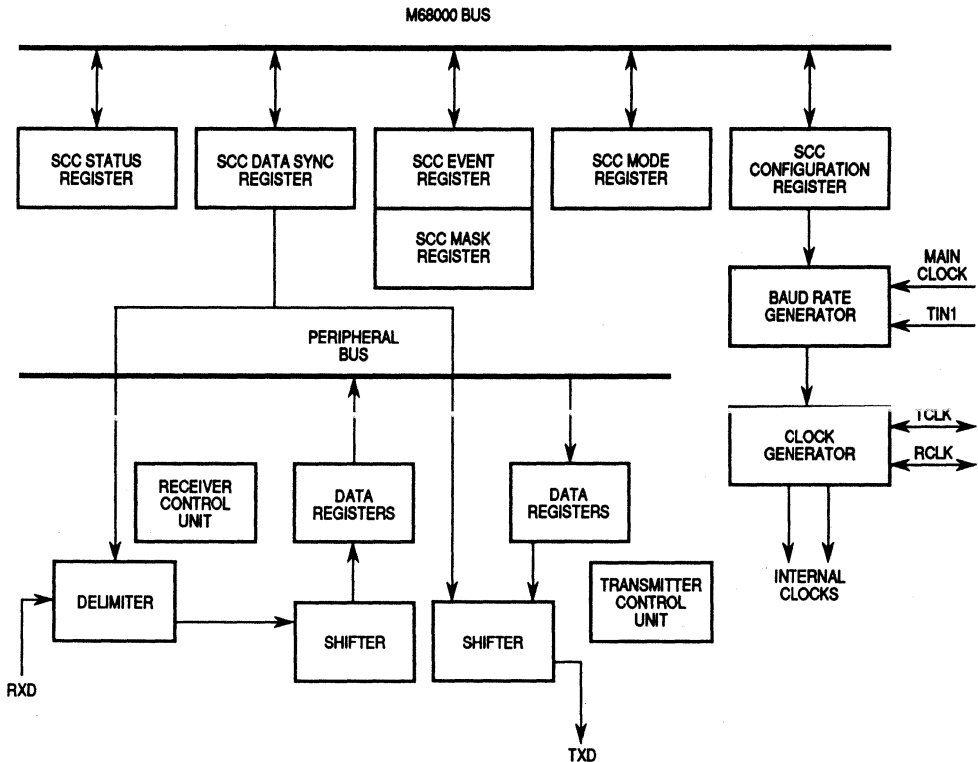 M68000 BUS
SCC STATUS
REGISTER
SCC DATA SYNC
REGISTER
SCC EVENT
REGISTER
SCC MASK
REGISTER
SCC MODE
REGISTER
SCC
CONFIGURATION
REGISTER
MAIN
CLOCK
BAUD RATE
GENERATOR
TIN1
PERIPHERAL
BUS
TCLK
CLOCK
GENERATOR
RCLK
RECEIVER
CONTROL
UNIT
DATA
REGISTERS
DATA
REGISTERS
INTERNAL
CLOCKS
DELIMITER
SHIFTER
SHIFTER
TRANSMITTER
CONTROL
UNIT
RXD
TXD